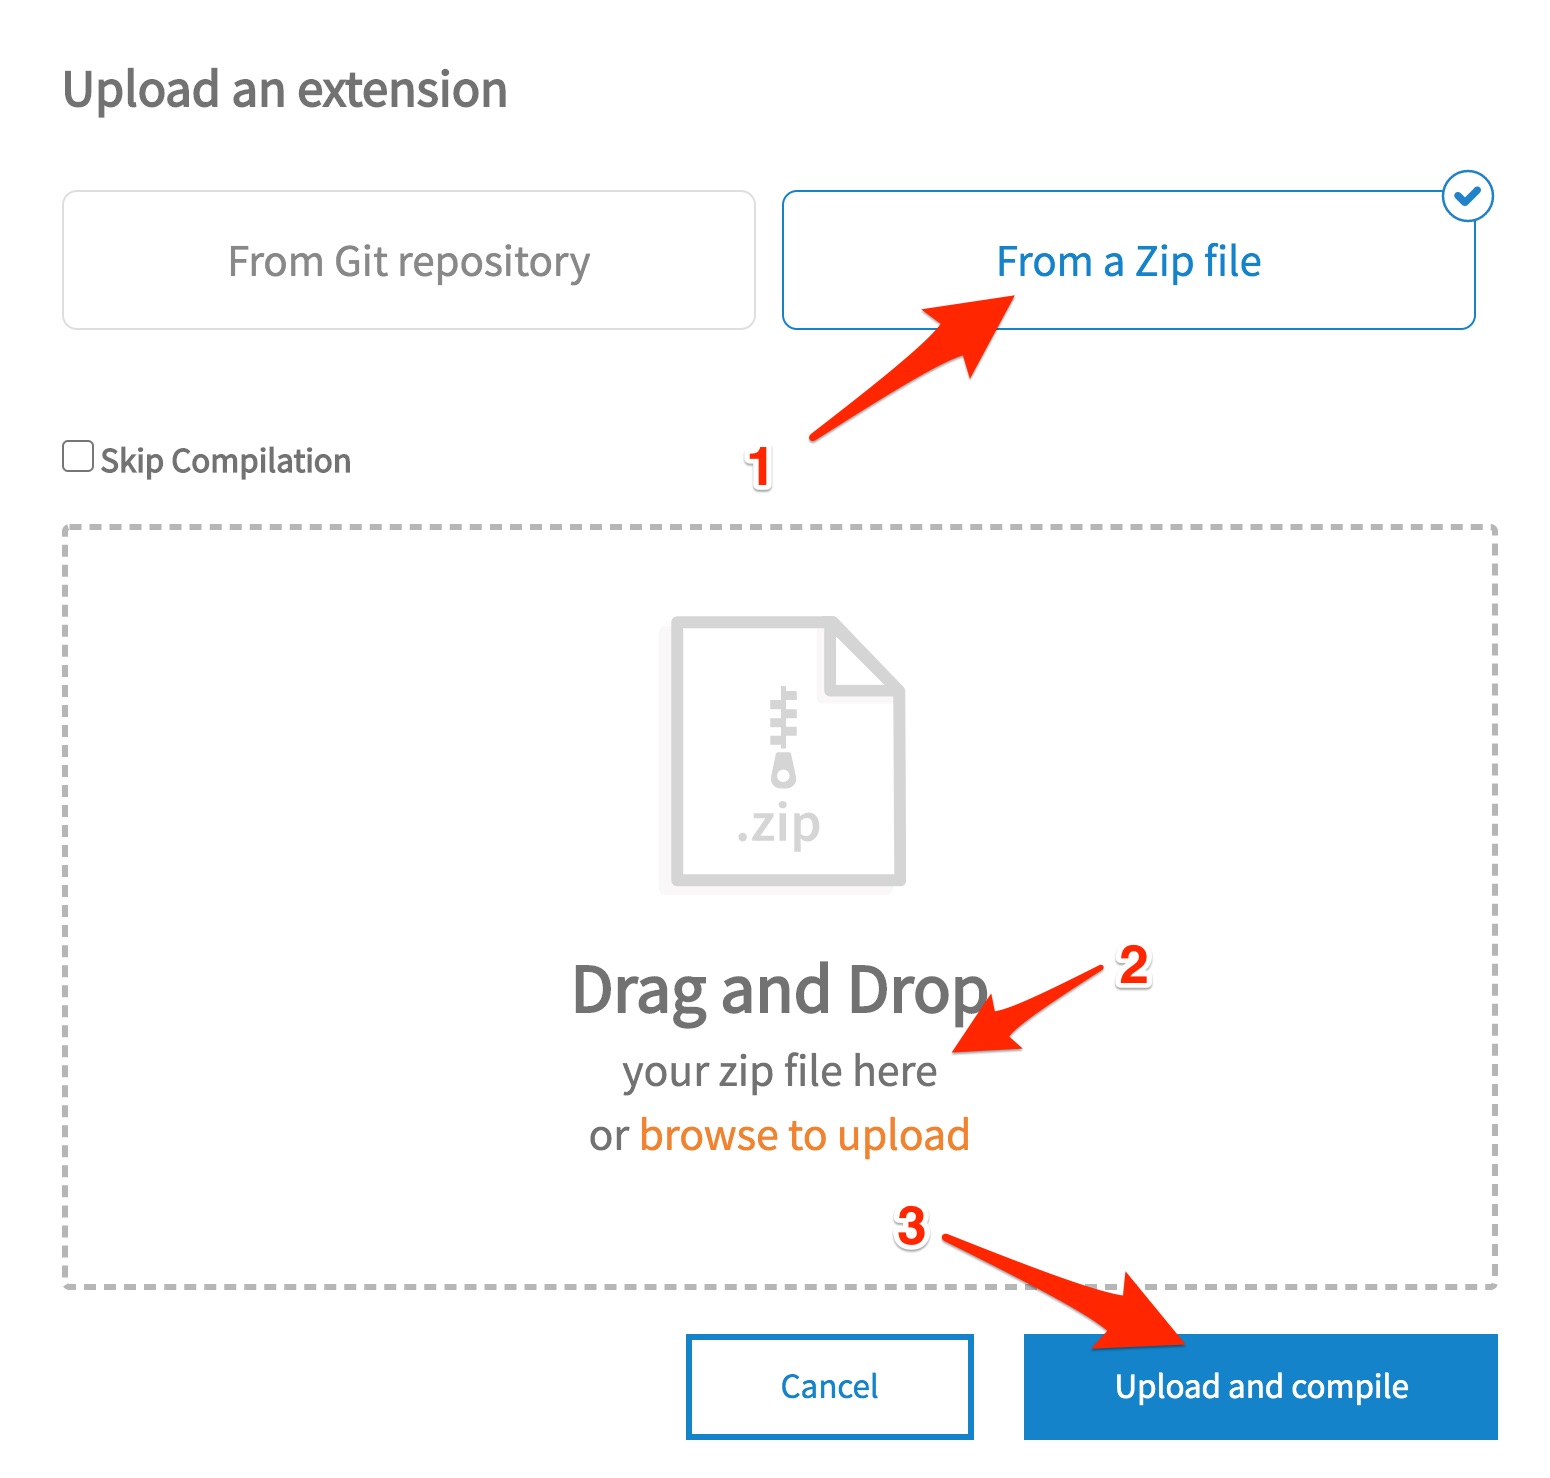 Upload an extension
From Git repository
From a Zip file
1
Skip Compilation
.zip
2
Drag and Drop
your zip file here
or browse to upload
3
Cancel
Upload and compile